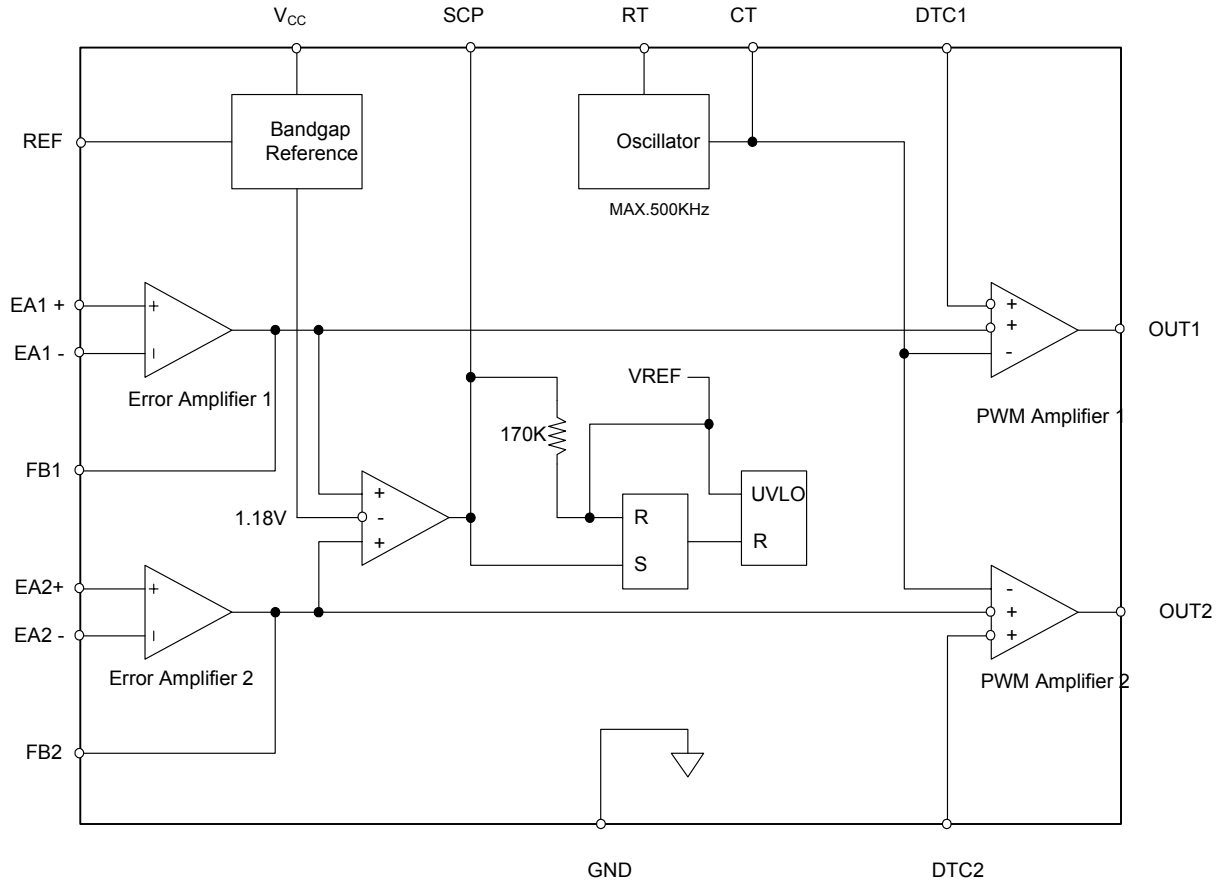 V_CC
SCP
RT
CT
DTC1
Bandgap
Reference
REF
Oscillator
MAX.500KHz
EA1 +
+
EA1 -
-
Error Amplifier 1
+
+
-
OUT1
PWM Amplifier 1
VREF
170K
FB1
UVLO
R
+
-
+
1.18V
R
S
EA2+
+
EA2 -
-
Error Amplifier 2
-
+
+
OUT2
PWM Amplifier 2
FB2
GND
DTC2